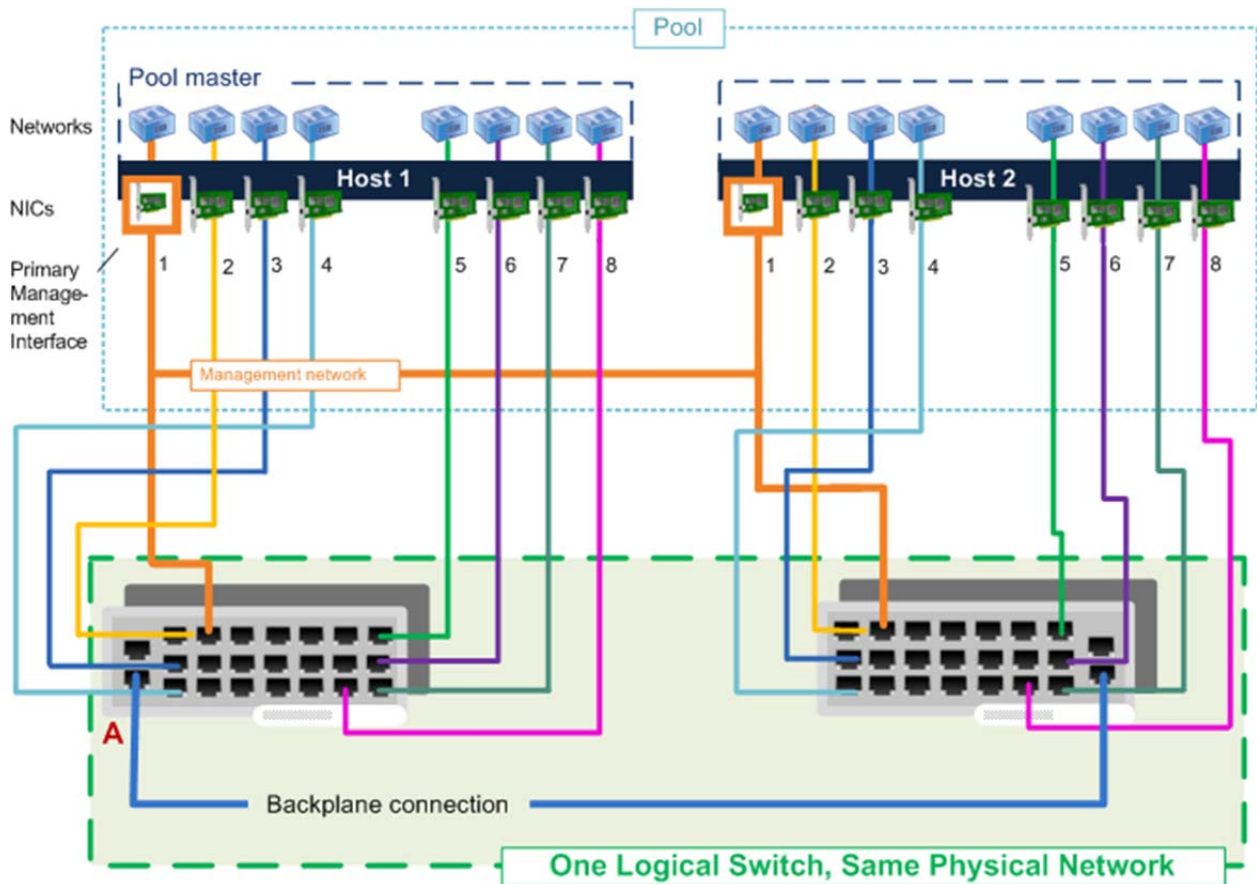 Pool
Pool master
Networks
Host 1
Host 2
NICs
1 2 3 4 5 6 7 8
1 2 3 4 5 6 7 8
Primary
Manage-
ment
Interface
Management network
A
Backplane connection
One Logical Switch, Same Physical Network